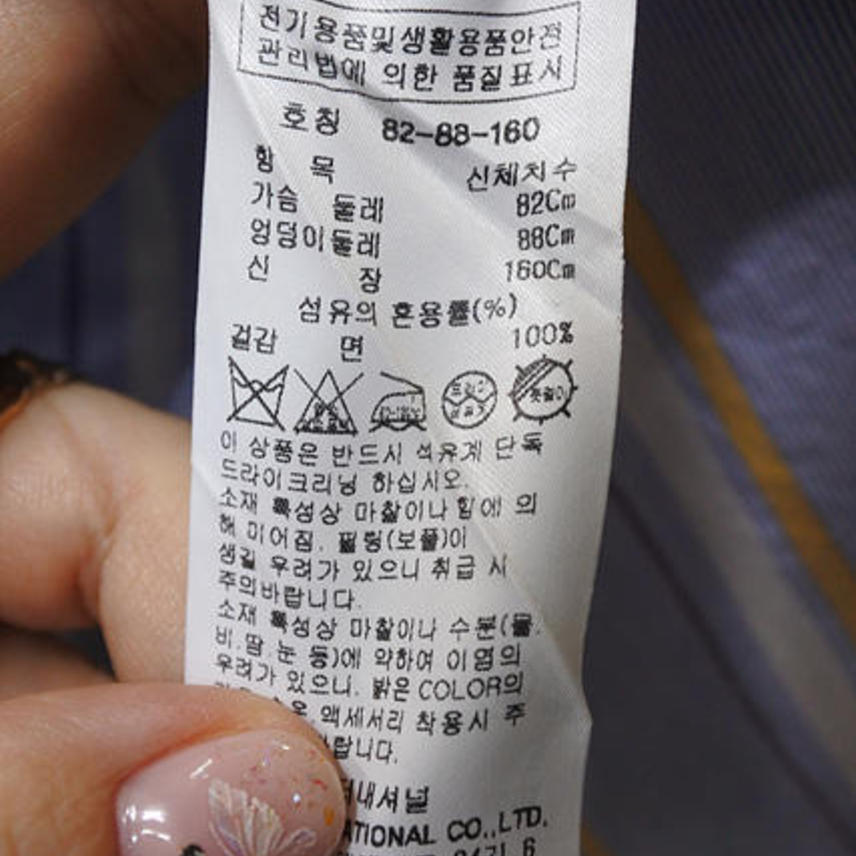 전기용품및생활용품안전
관리법에 의한 품질표시
호칭 82-88-160
항 목 신체치수
가슴 둘레 82Cm
엉덩이둘레 88Cm
신 장 160Cm
섬유의 혼용률(%)
겉감 면 100%
옷걸이
이 상품은 반드시 석유계 단독
드라이크리닝 하십시오.
소재 특성상 마찰이나 힘에 의
해 미어짐. 필링(보풀)이
생길 우려가 있으니 취급 시
주의바랍니다.
소재 특성상 마찰이나 수분(물.
비.땀.눈 등)에 약하여 이염의
우려가 있으니. 밝은 COLOR의
액세서리 착용시 주
랍니다.
내셔널
ATIONAL CO.,LTD.